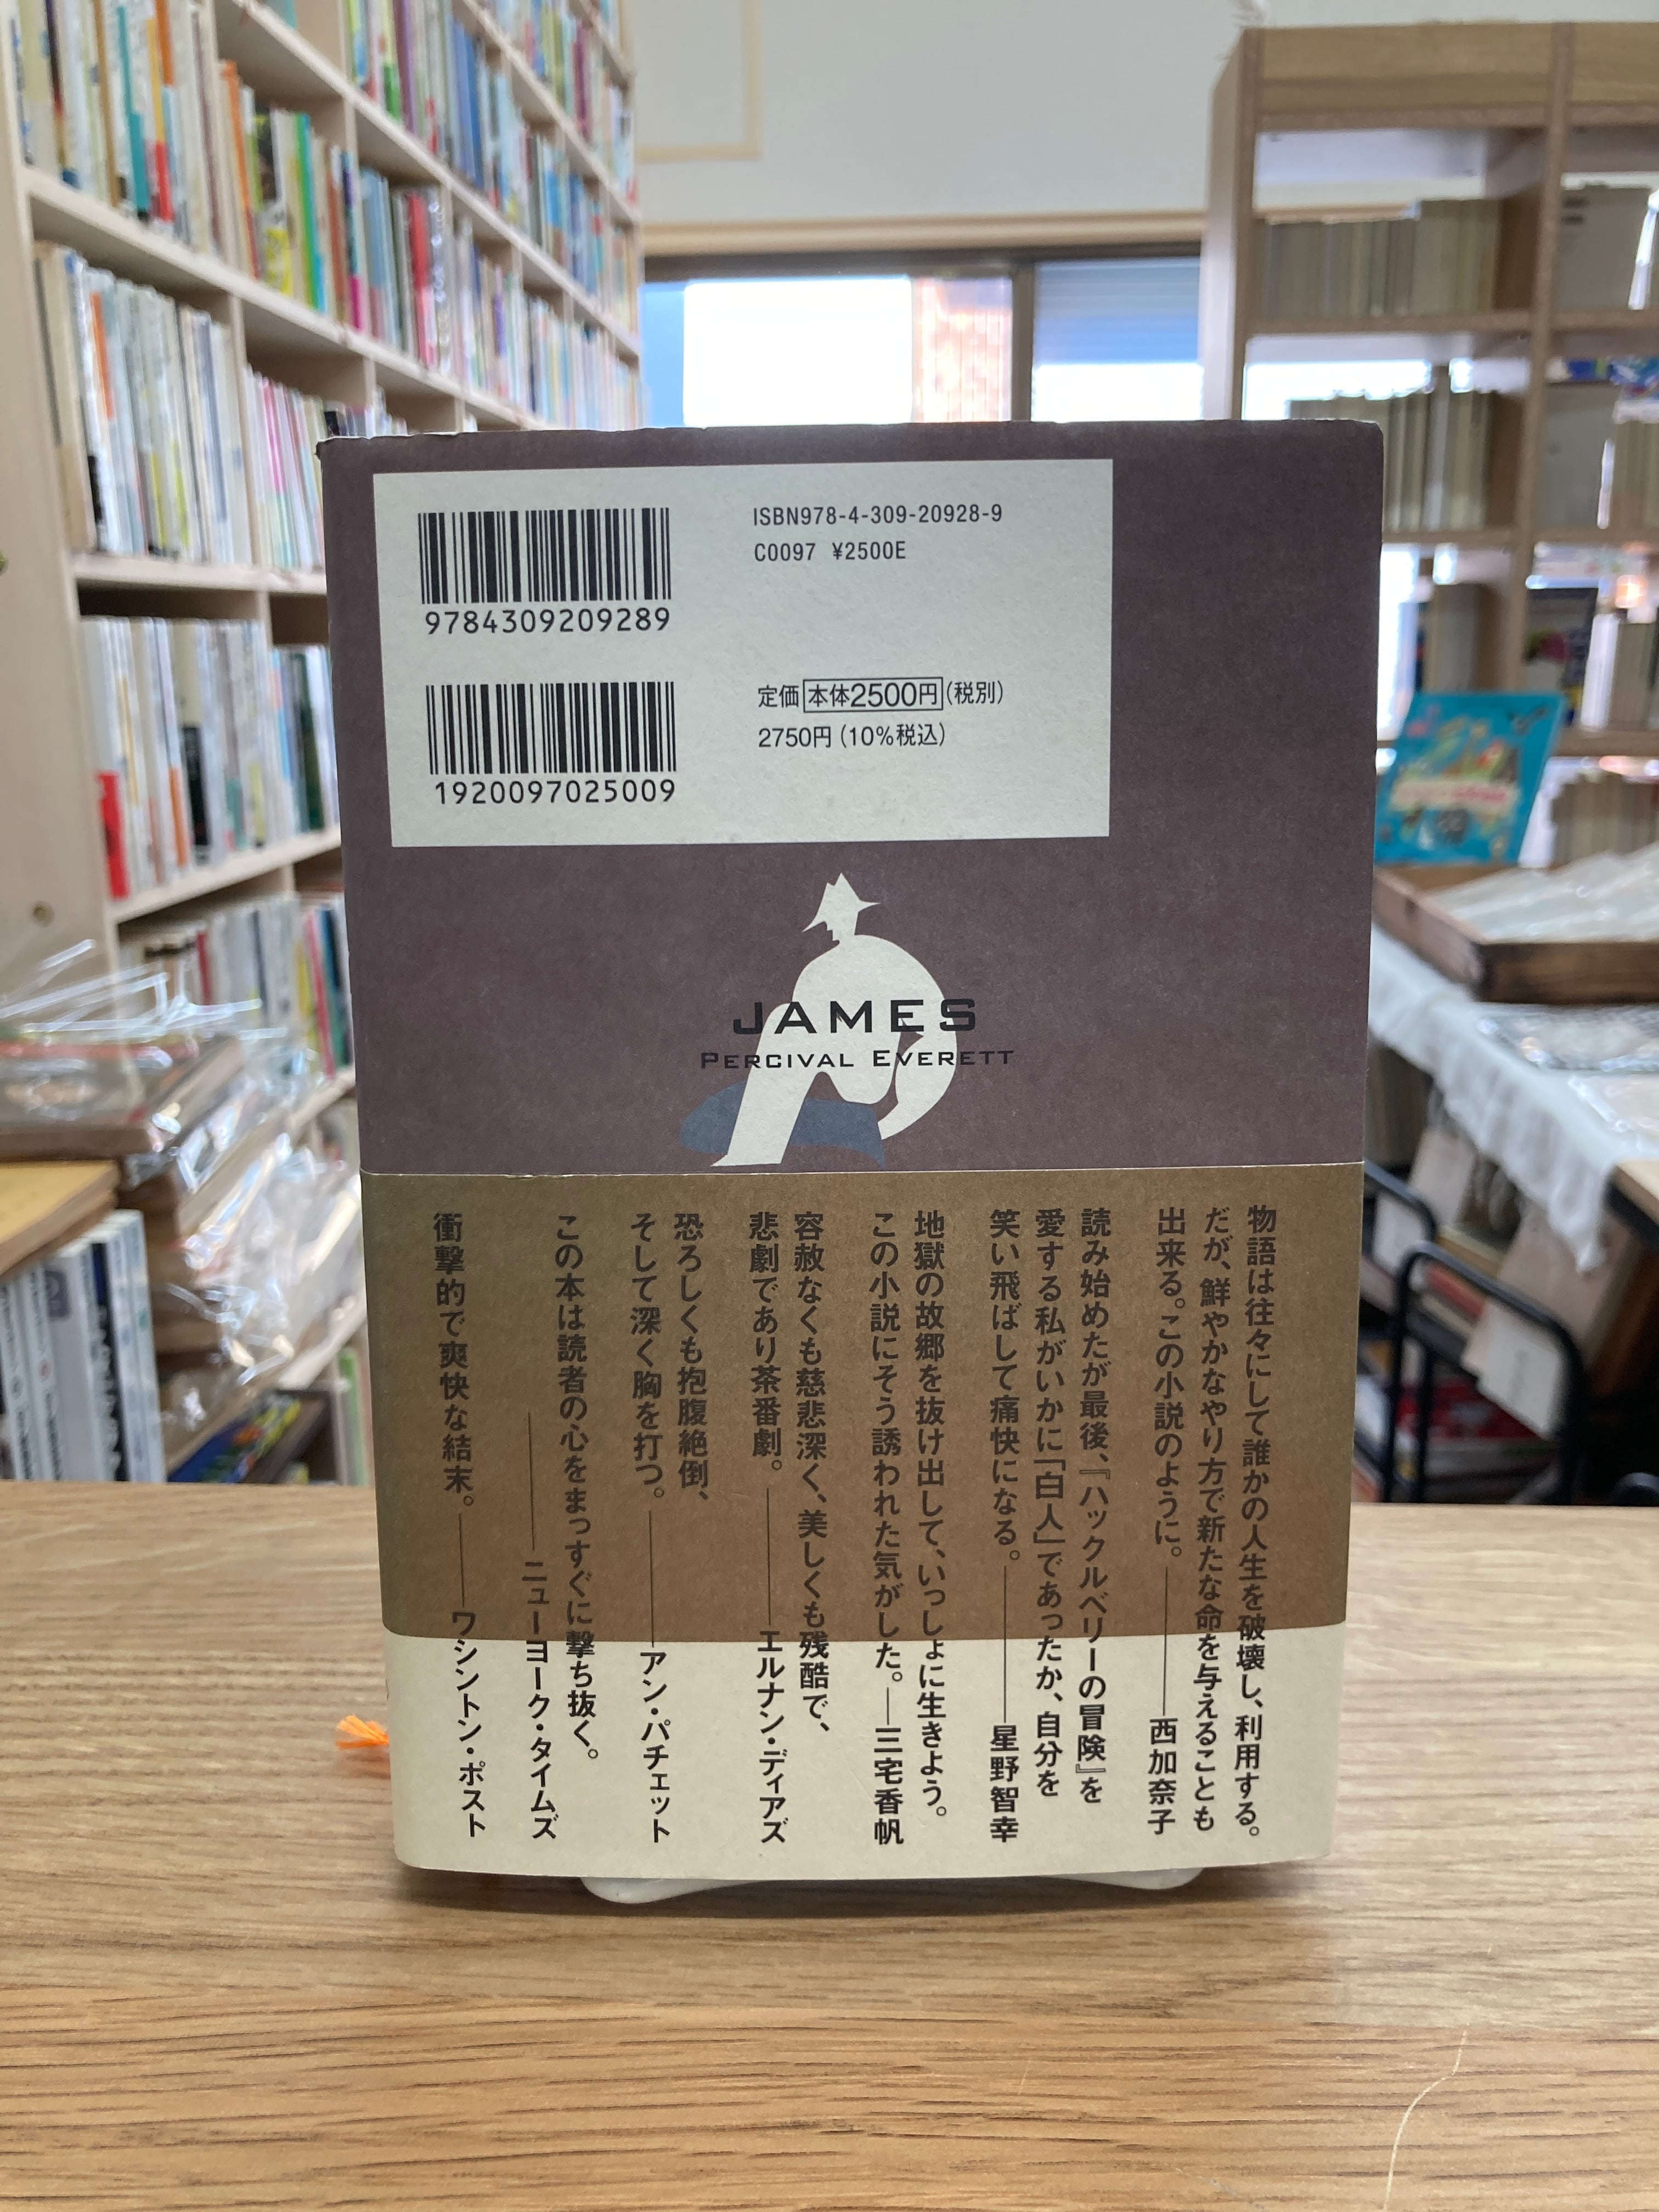 ISBN978-4-309-20928-9
C0097 ¥2500E
9784309209289
定価 本体2500円(税別)
2750円(10%税込)
1920097025009
JAMES
PERCIVAL EVERETT
物語は往々にして誰かの人生を破壊し、利用する。
だが、鮮やかなやり方で新たな命を与えることも
出来る。この小説のように。——西加奈子
読み始めたが最後、『ハックルベリーの冒険』を
愛する私がいかに「白人」であったか、自分を
笑い飛ばして痛快になる。——星野智幸
地獄の故郷を抜け出して、いっしょに生きよう。
この小説にそう誘われた気がした。—三宅香帆
容赦なくも慈悲深く、美しくも残酷で、
悲劇であり茶番劇。——エルナン・ディアズ
恐ろしくも抱腹絶倒、
そして深く胸を打つ。——アン・パチェット
この本は読者の心をまっすぐに撃ち抜く。
——ニューヨーク・タイムズ
衝撃的で爽快な結末。——ワシントン・ポスト